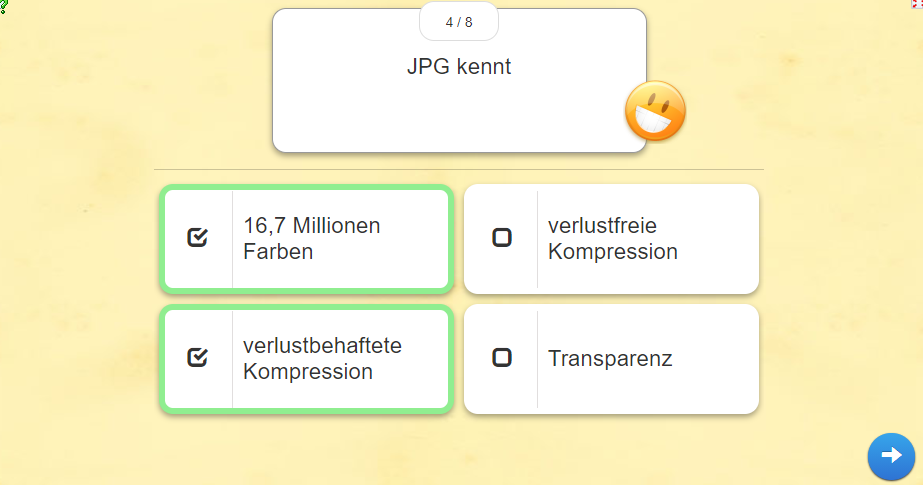 4 / 8
JPG kennt
16,7 Millionen
Farben
verlustfreie
Kompression
verlustbehaftete
Kompression
Transparenz